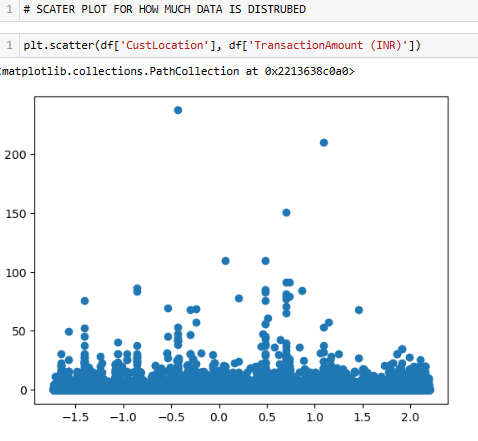 1 # SCATER PLOT FOR HOW MUCH DATA IS DISTRUBED
1 plt.scatter(df['CustLocation'], df['TransactionAmount (INR)'])
matplotlib.collections.PathCollection at 0x2213638c0a0>
200
150
100
50
0
−1.5 −1.0 −0.5 0.0 0.5 1.0 1.5 2.0